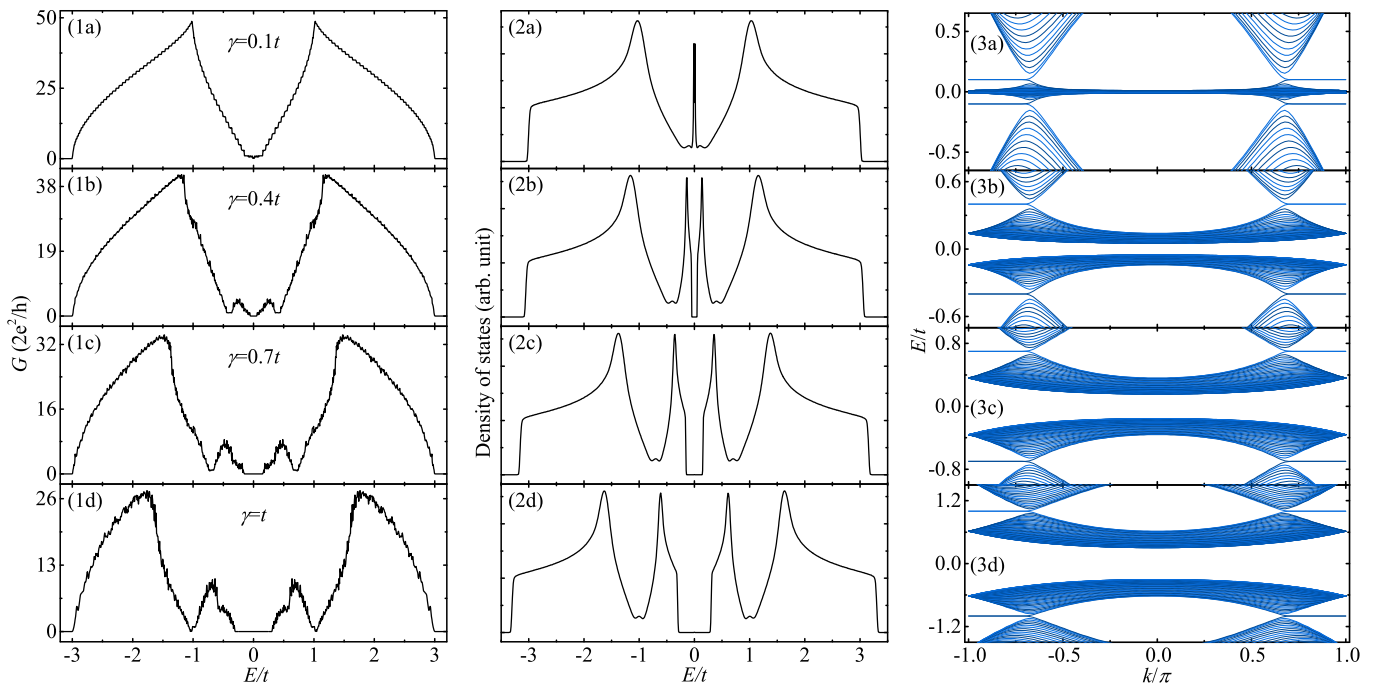 (1a)
γ=0.1t
50
25
0
(1b)
γ=0.4t
38
19
0
(1c)
γ=0.7t
32
16
0
(1d)
γ=t
26
13
0
G (2e²/h)
-3 -2 -1 0 1 2 3
E/t
(2a)
(2b)
(2c)
(2d)
Density of states (arb. unit)
-3 -2 -1 0 1 2 3
E/t
(3a)
0.5
0.0
-0.5
(3b)
0.6
0.0
-0.6
(3c)
0.8
0.0
-0.8
(3d)
1.2
0.0
-1.2
E/t
-1.0 -0.5 0.0 0.5 1.0
k/π